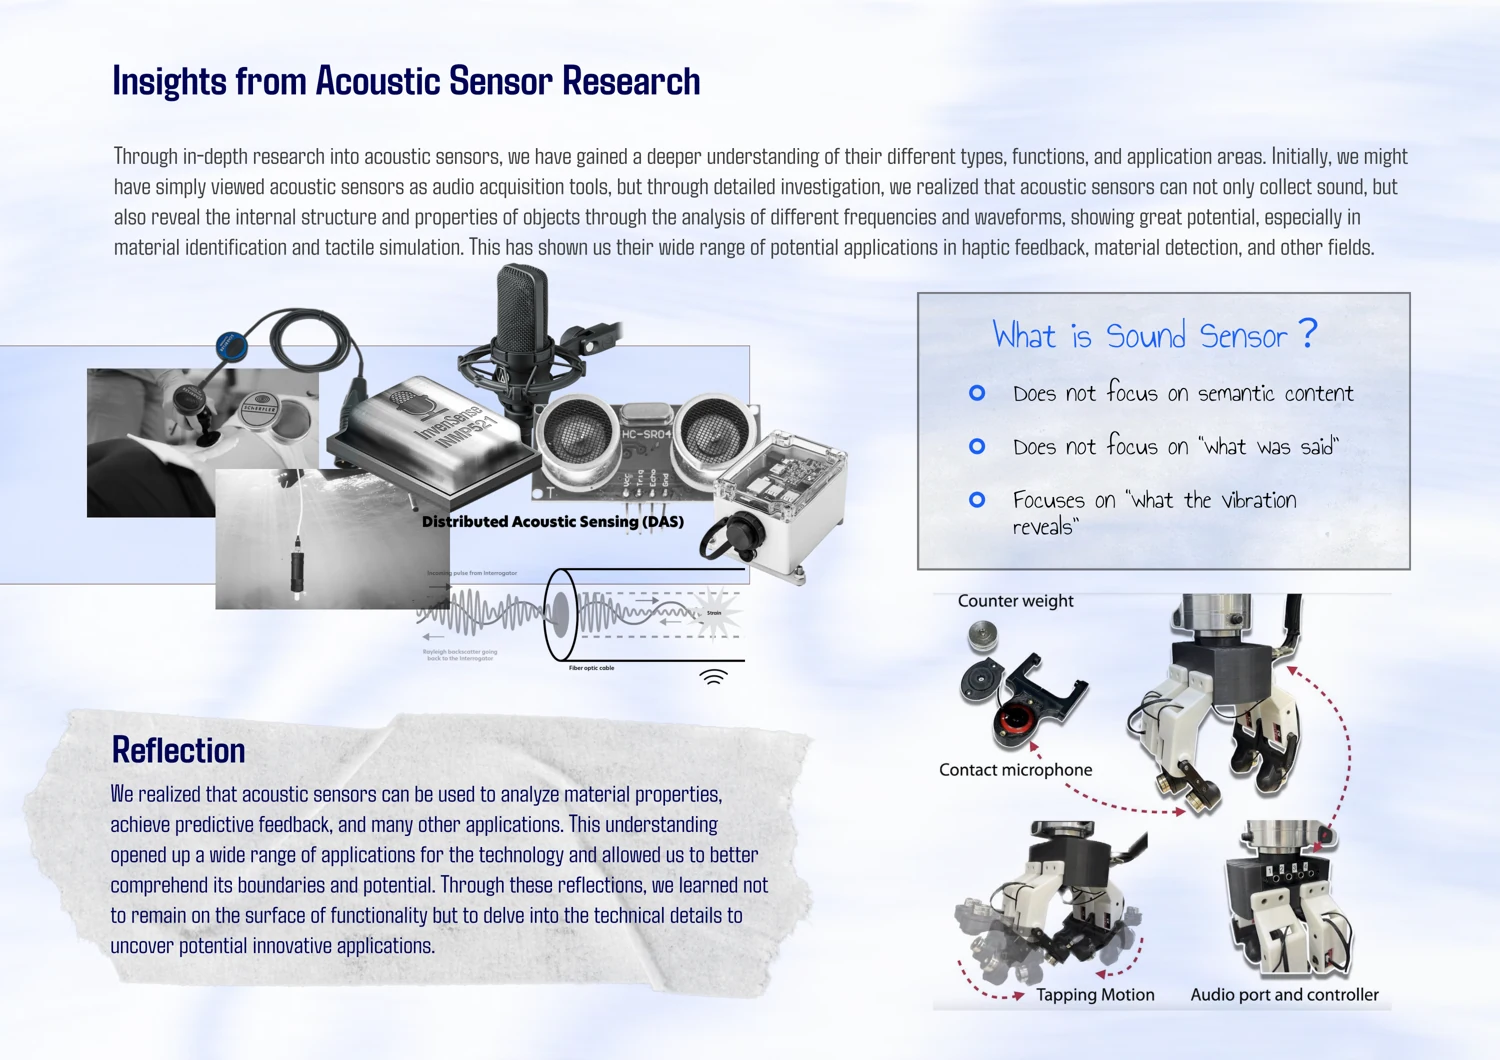 Insights from Acoustic Sensor Research
Through in-depth research into acoustic sensors, we have gained a deeper understanding of their different types, functions, and application areas. Initially, we might
have simply viewed acoustic sensors as audio acquisition tools, but through detailed investigation, we realized that acoustic sensors can not only collect sound, but
also reveal the internal structure and properties of objects through the analysis of different frequencies and waveforms, showing great potential, especially in
material identification and tactile simulation. This has shown us their wide range of potential applications in haptic feedback, material detection, and other fields.
SCHERTLER
InvenSense
INMP521
HC-SR04
T
Vcc
Trig
Echo
Gnd
Distributed Acoustic Sensing (DAS)
Incoming pulse from Interrogator
Strain
Rayleigh backscatter going
back to the Interrogator
Fiber optic cable
What is Sound Sensor ?
Does not focus on semantic content
Does not focus on "what was said"
Focuses on "what the vibration
reveals"
Counter weight
Contact microphone
Tapping Motion
Audio port and controller
Reflection
We realized that acoustic sensors can be used to analyze material properties,
achieve predictive feedback, and many other applications. This understanding
opened up a wide range of applications for the technology and allowed us to better
comprehend its boundaries and potential. Through these reflections, we learned not
to remain on the surface of functionality but to delve into the technical details to
uncover potential innovative applications.